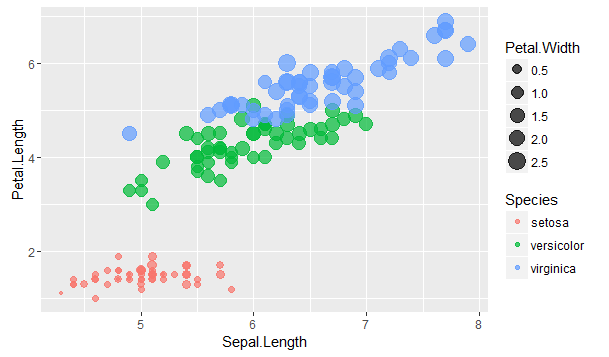 Petal.Length
6
4
2
5
6
7
8
Sepal.Length
Petal.Width
0.5
1.0
1.5
2.0
2.5
Species
setosa
versicolor
virginica